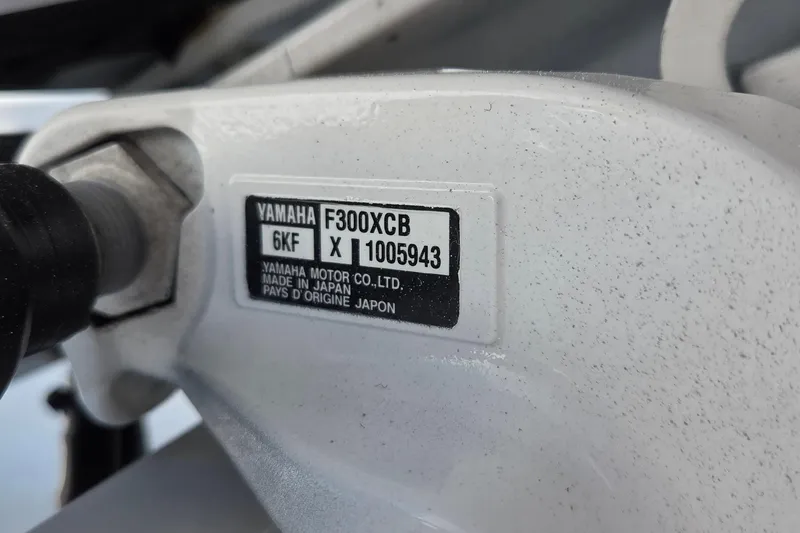 YAMAHA F300XCB
6KF X 1005943
YAMAHA MOTOR CO.,LTD.
MADE IN JAPAN
PAYS D'ORIGINE JAPON